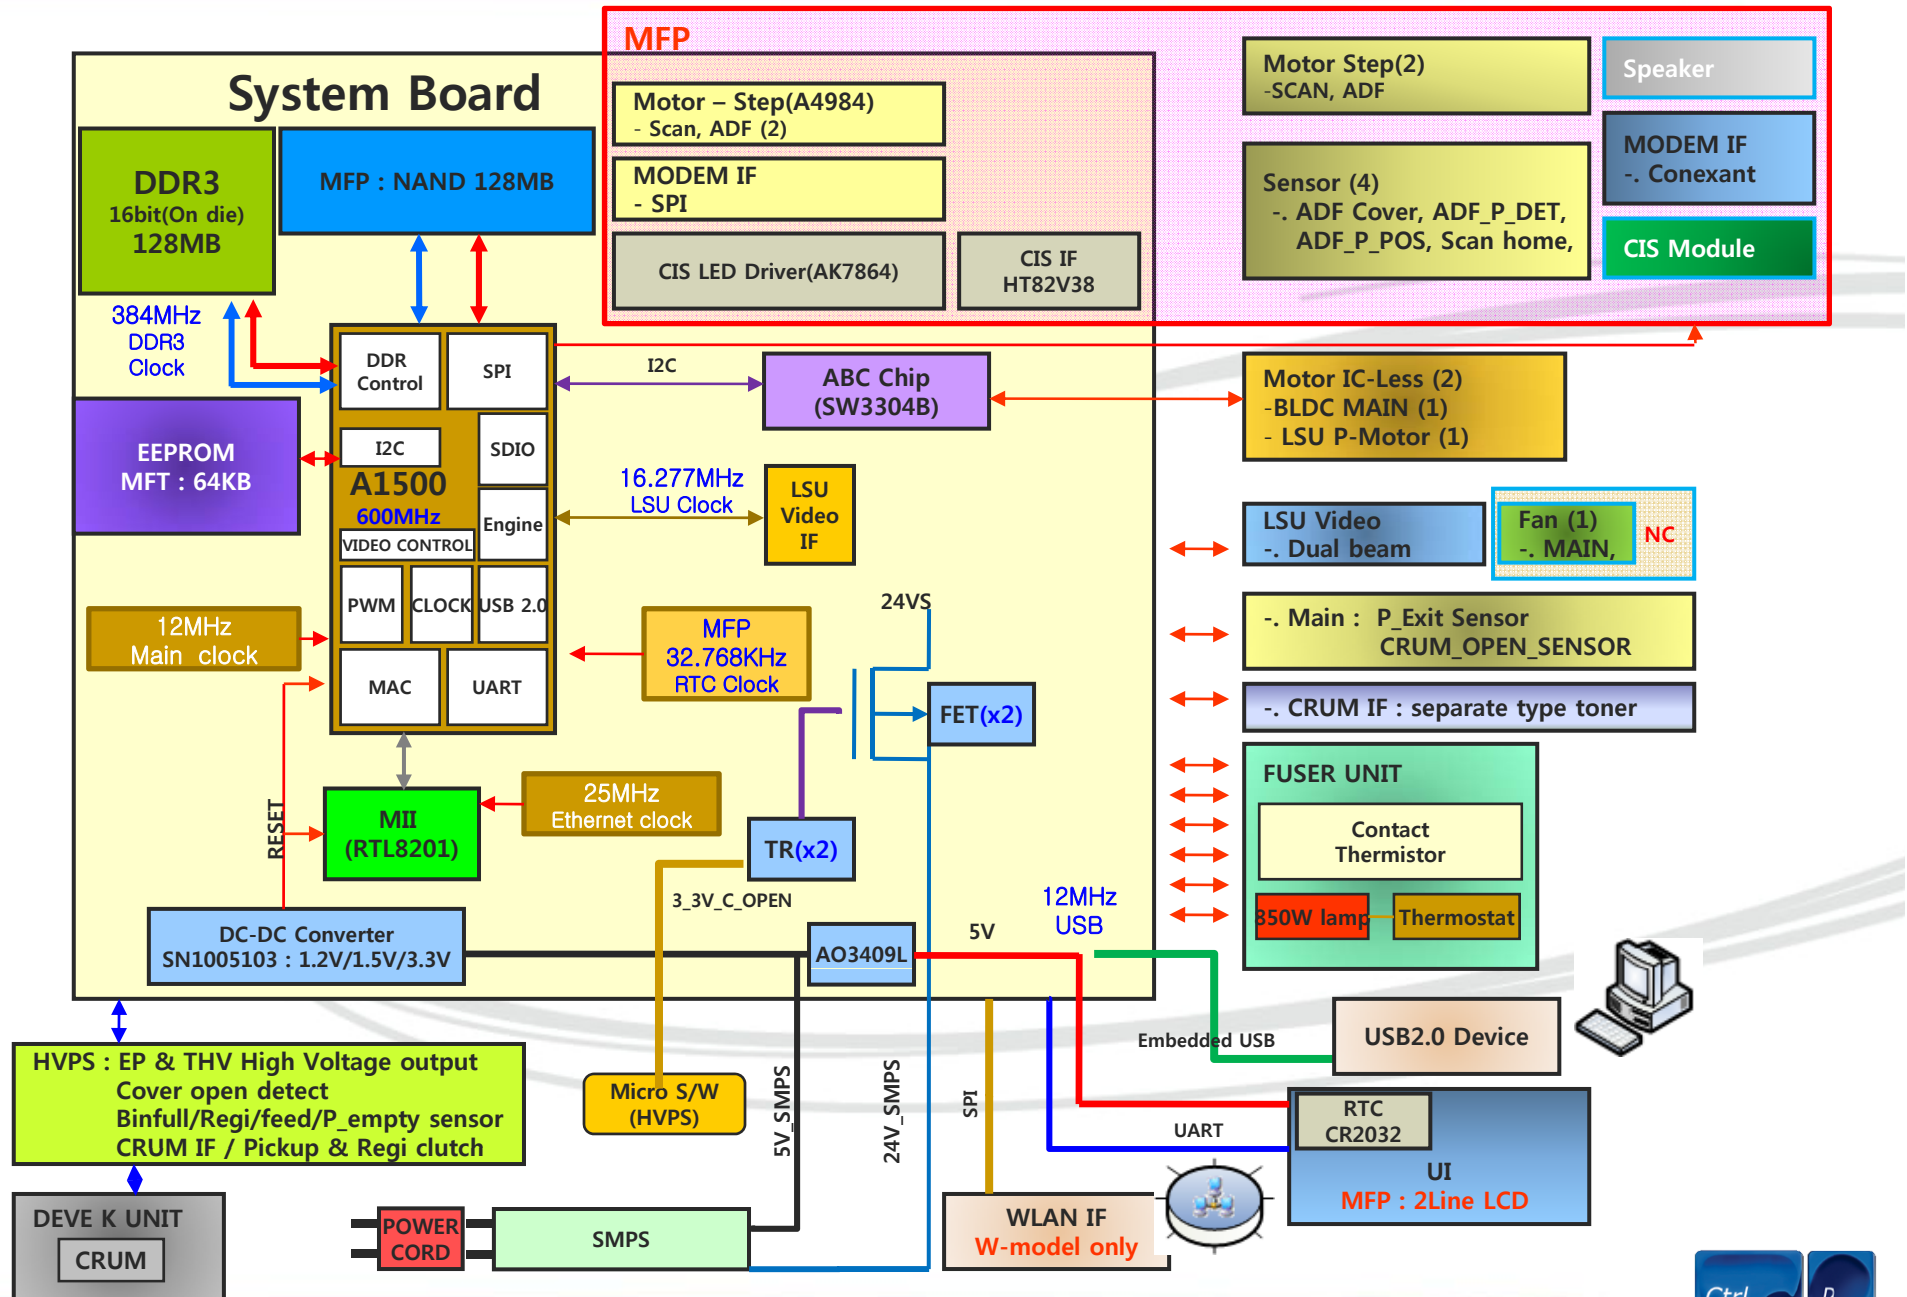 MFP
System Board
Motor – Step(A4984)
- Scan, ADF (2)
MODEM IF
- SPI
CIS LED Driver(AK7864)
CIS IF
HT82V38
Motor Step(2)
-SCAN, ADF
Sensor (4)
-. ADF Cover, ADF_P_DET,
ADF_P_POS, Scan home,
Speaker
MODEM IF
-. Conexant
CIS Module
DDR3
16bit(On die)
128MB
MFP : NAND 128MB
384MHz
DDR3
Clock
DDR
Control
SPI
I2C
SDIO
A1500
600MHz
Engine
VIDEO CONTROL
PWM
CLOCK
USB 2.0
MAC
UART
EEPROM
MFT : 64KB
I2C
ABC Chip
(SW3304B)
Motor IC-Less (2)
-BLDC MAIN (1)
- LSU P-Motor (1)
16.277MHz
LSU Clock
LSU
Video
IF
LSU Video
-. Dual beam
Fan (1)
-. MAIN,
NC
12MHz
Main clock
MFP
32.768KHz
RTC Clock
24VS
FET(x2)
-. Main : P_Exit Sensor
CRUM_OPEN_SENSOR
-. CRUM IF : separate type toner
RESET
MII
(RTL8201)
25MHz
Ethernet clock
TR(x2)
3_3V_C_OPEN
FUSER UNIT
Contact
Thermistor
850W lamp
Thermostat
DC-DC Converter
SN1005103 : 1.2V/1.5V/3.3V
AO3409L
5V
12MHz
USB
Embedded USB
USB2.0 Device
HVPS : EP & THV High Voltage output
Cover open detect
Binfull/Regi/feed/P_empty sensor
CRUM IF / Pickup & Regi clutch
Micro S/W
(HVPS)
5V_SMPS
24V_SMPS
SPI
UART
RTC
CR2032
UI
MFP : 2Line LCD
DEVE K UNIT
CRUM
POWER
CORD
SMPS
WLAN IF
W-model only
Ctrl
P